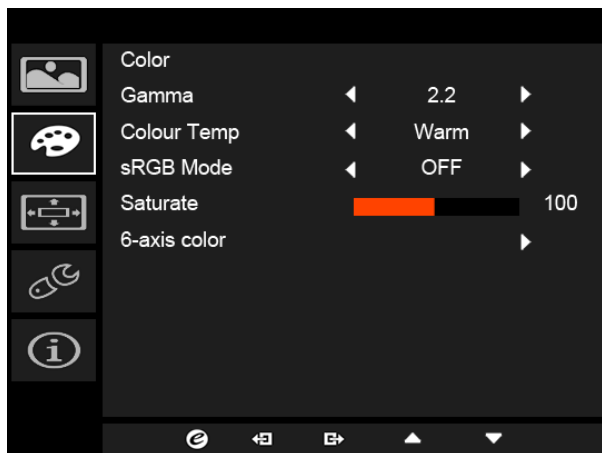 Color
Gamma 2.2
Colour Temp Warm
sRGB Mode OFF
Saturate 100
6-axis color